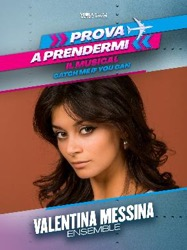 PROVA
A PRENDERMI
IL MUSICAL
CATCH ME IF YOU CAN
VALENTINA MESSINA
ENSEMBLE